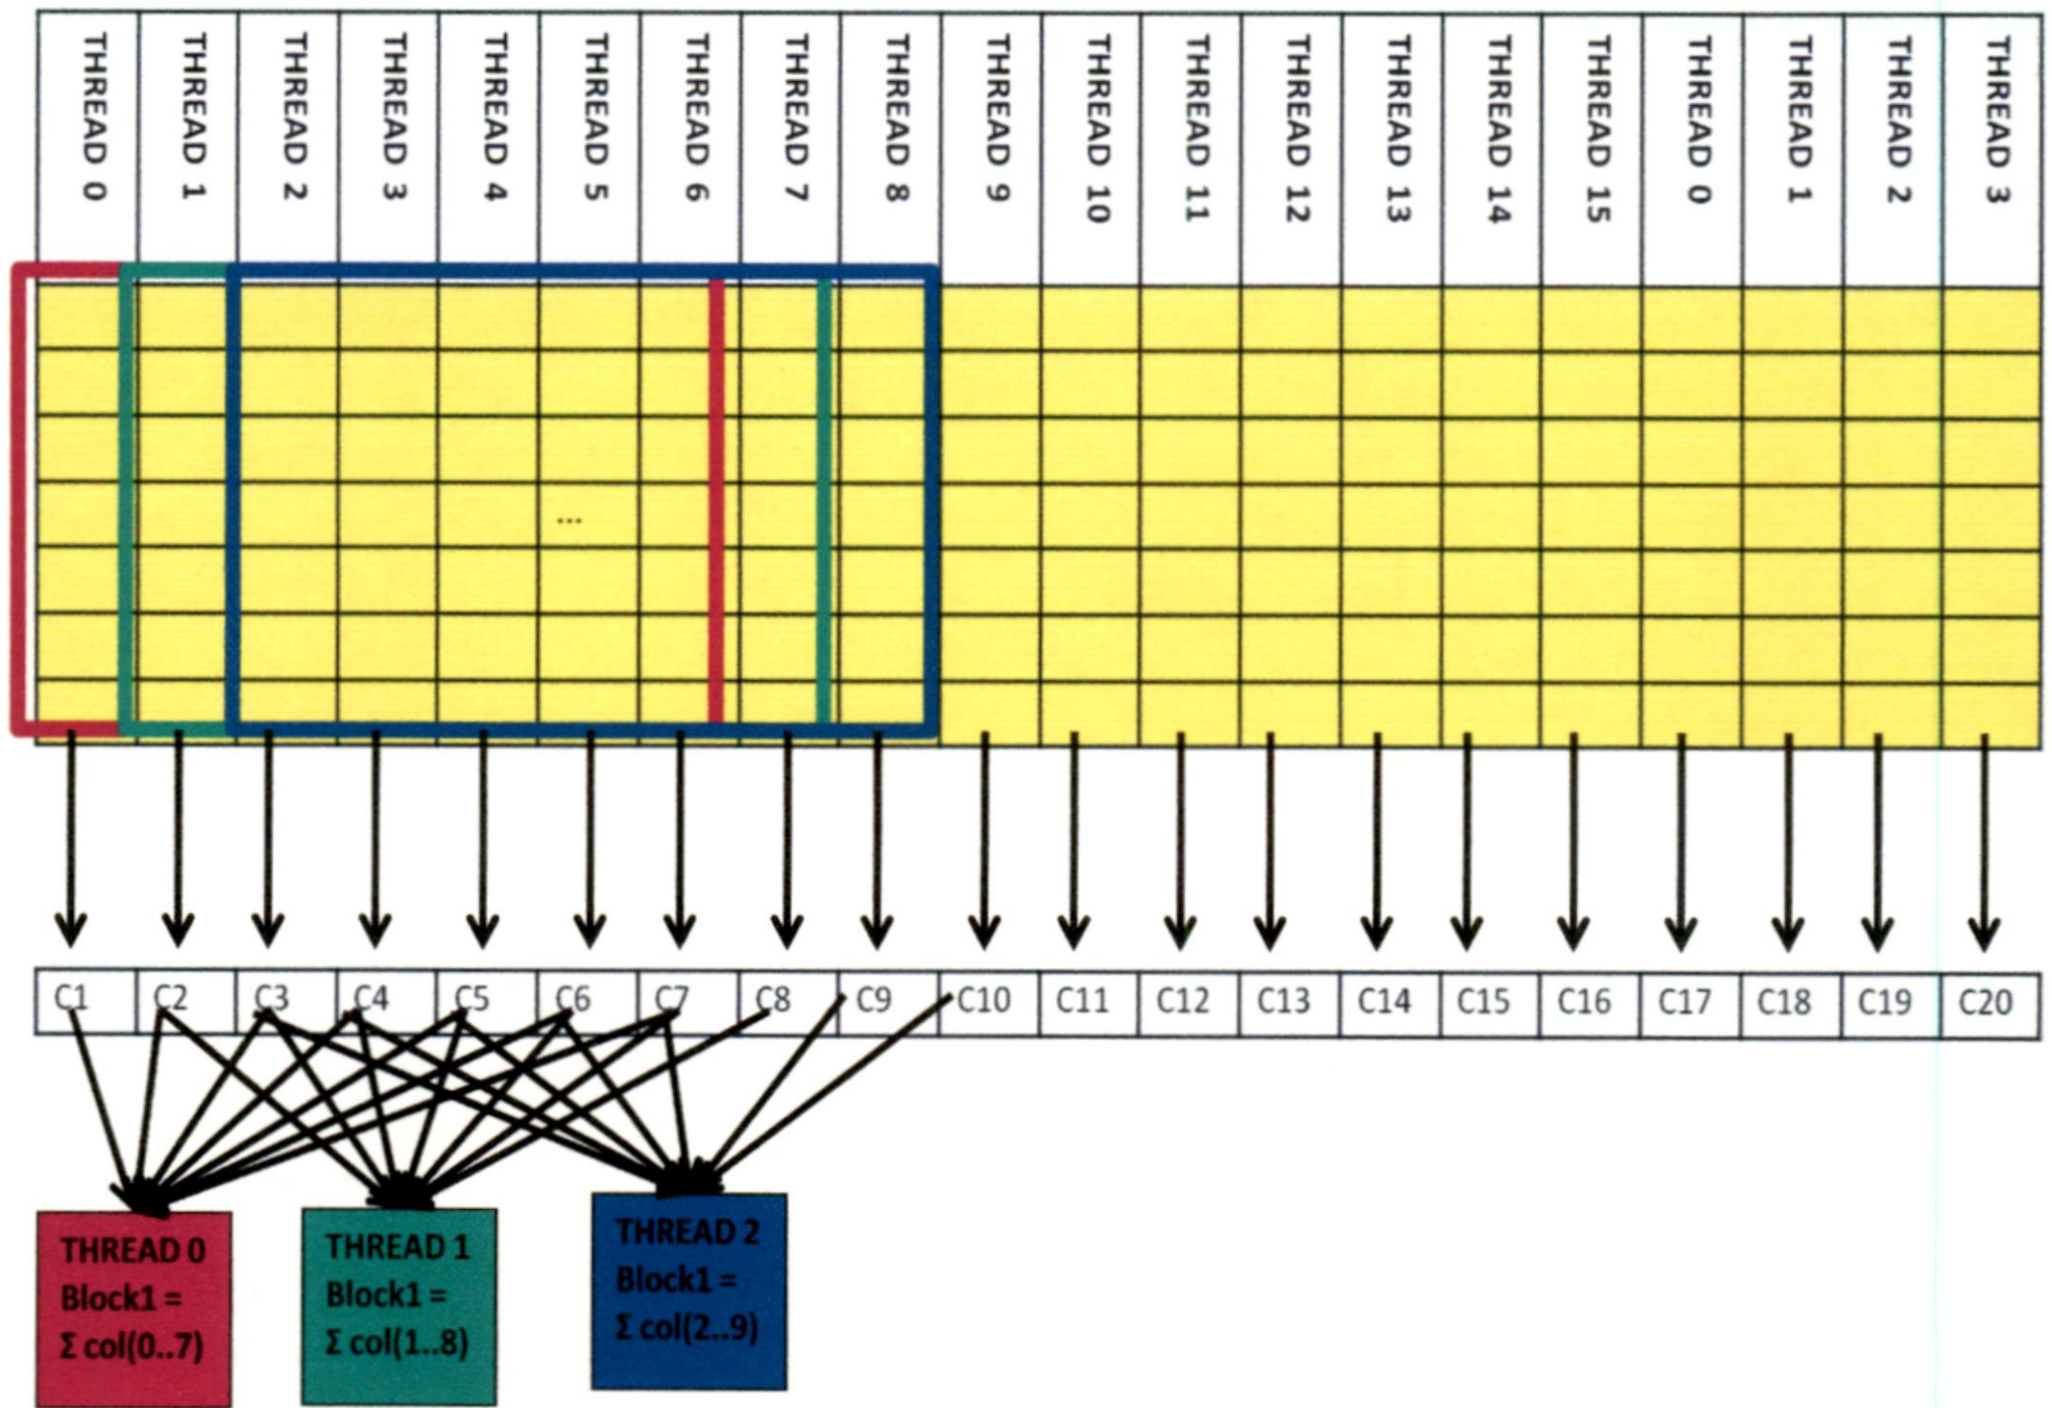 THREAD 0
THREAD 1
THREAD 2
THREAD 3
THREAD 4
THREAD 5
THREAD 6
THREAD 7
THREAD 8
THREAD 9
THREAD 10
THREAD 11
THREAD 12
THREAD 13
THREAD 14
THREAD 15
THREAD 0
THREAD 1
THREAD 2
THREAD 3
...
C1 C2 C3 C4 C5 C6 C7 C8 C9 C10 C11 C12 C13 C14 C15 C16 C17 C18 C19 C20
THREAD 0
Block1 =
Σ col(0..7)
THREAD 1
Block1 =
Σ col(1..8)
THREAD 2
Block1 =
Σ col(2..9)